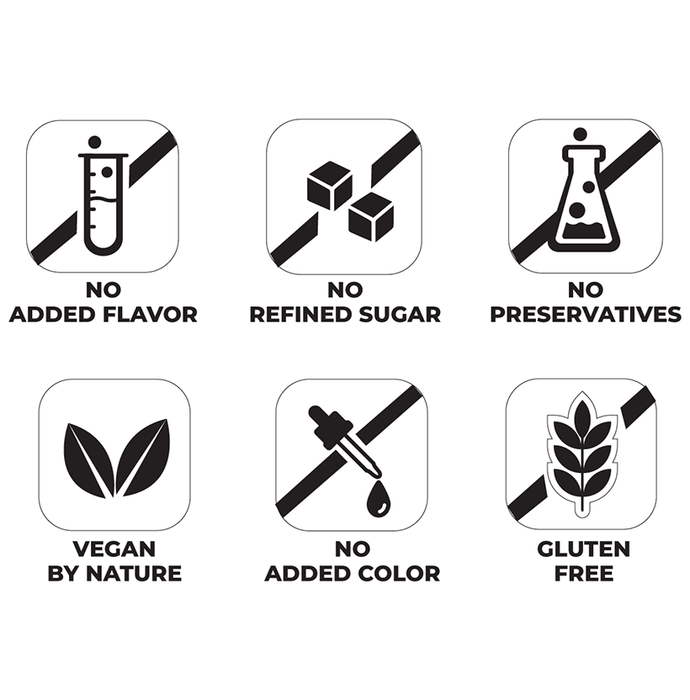 NO
ADDED FLAVOR
NO
REFINED SUGAR
NO
PRESERVATIVES
VEGAN
BY NATURE
NO
ADDED COLOR
GLUTEN
FREE